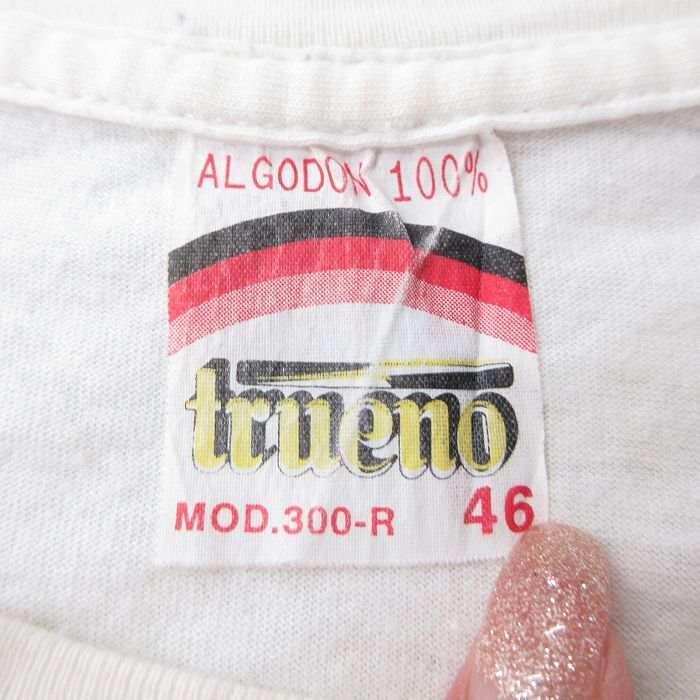 ALGODON 100%
trueno
MOD.300-R 46